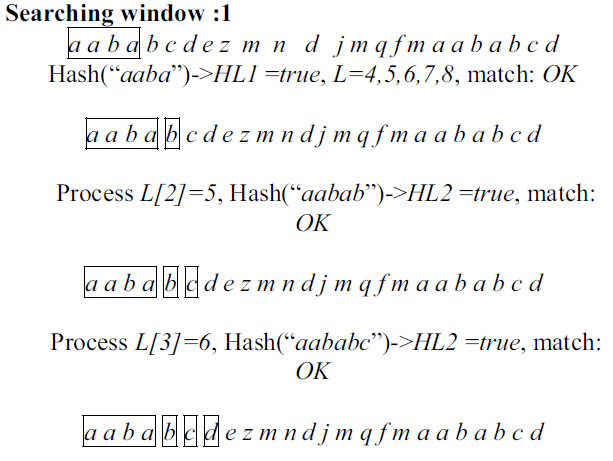 Searching window :1
a a b a b c d e z m n d j m q f m a a b a b c d
Hash(“aaba”)->HL1 =true, L=4,5,6,7,8, match: OK
a a b a b c d e z m n d j m q f m a a b a b c d
Process L[2]=5, Hash(“aabab”)->HL2 =true, match:
OK
a a b a b c d e z m n d j m q f m a a b a b c d
Process L[3]=6, Hash(“aababc”)->HL2 =true, match:
OK
a a b a b c d e z m n d j m q f m a a b a b c d